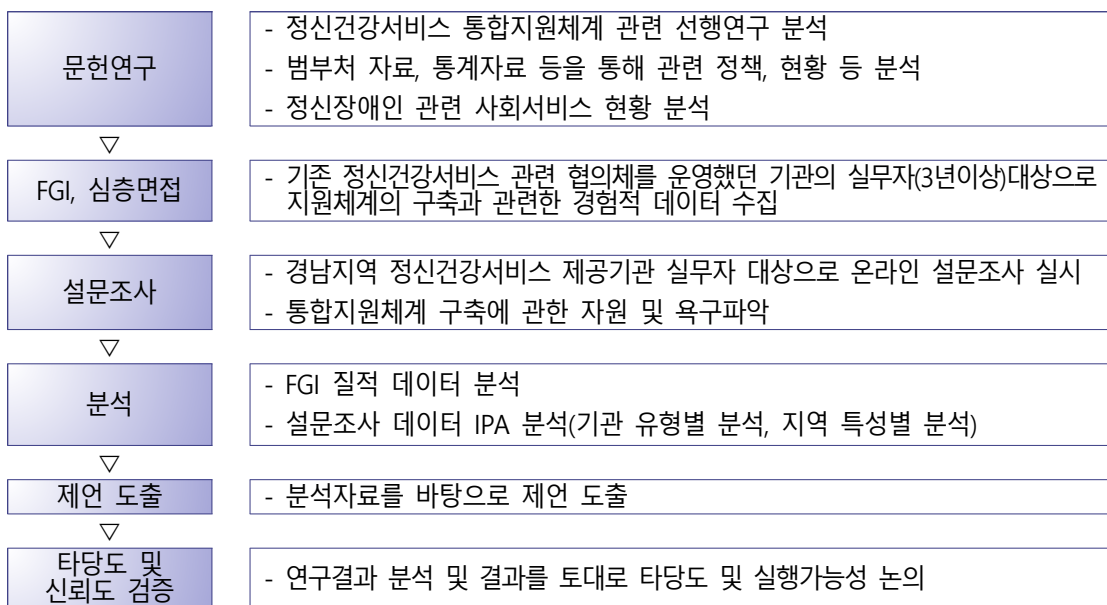 문헌연구
- 정신건강서비스 통합지원체계 관련 선행연구 분석
- 범부처 자료, 통계자료 등을 통해 관련 정책, 현황 등 분석
- 정신장애인 관련 사회서비스 현황 분석
▽
FGI, 심층면접
- 기존 정신건강서비스 관련 협의체를 운영했던 기관의 실무자(3년이상)대상으로
지원체계의 구축과 관련한 경험적 데이터 수집
▽
설문조사
- 경남지역 정신건강서비스 제공기관 실무자 대상으로 온라인 설문조사 실시
- 통합지원체계 구축에 관한 자원 및 욕구파악
▽
분석
- FGI 질적 데이터 분석
- 설문조사 데이터 IPA 분석(기관 유형별 분석, 지역 특성별 분석)
▽
제언 도출
- 분석자료를 바탕으로 제언 도출
▽
타당도 및
신뢰도 검증
- 연구결과 분석 및 결과를 토대로 타당도 및 실행가능성 논의